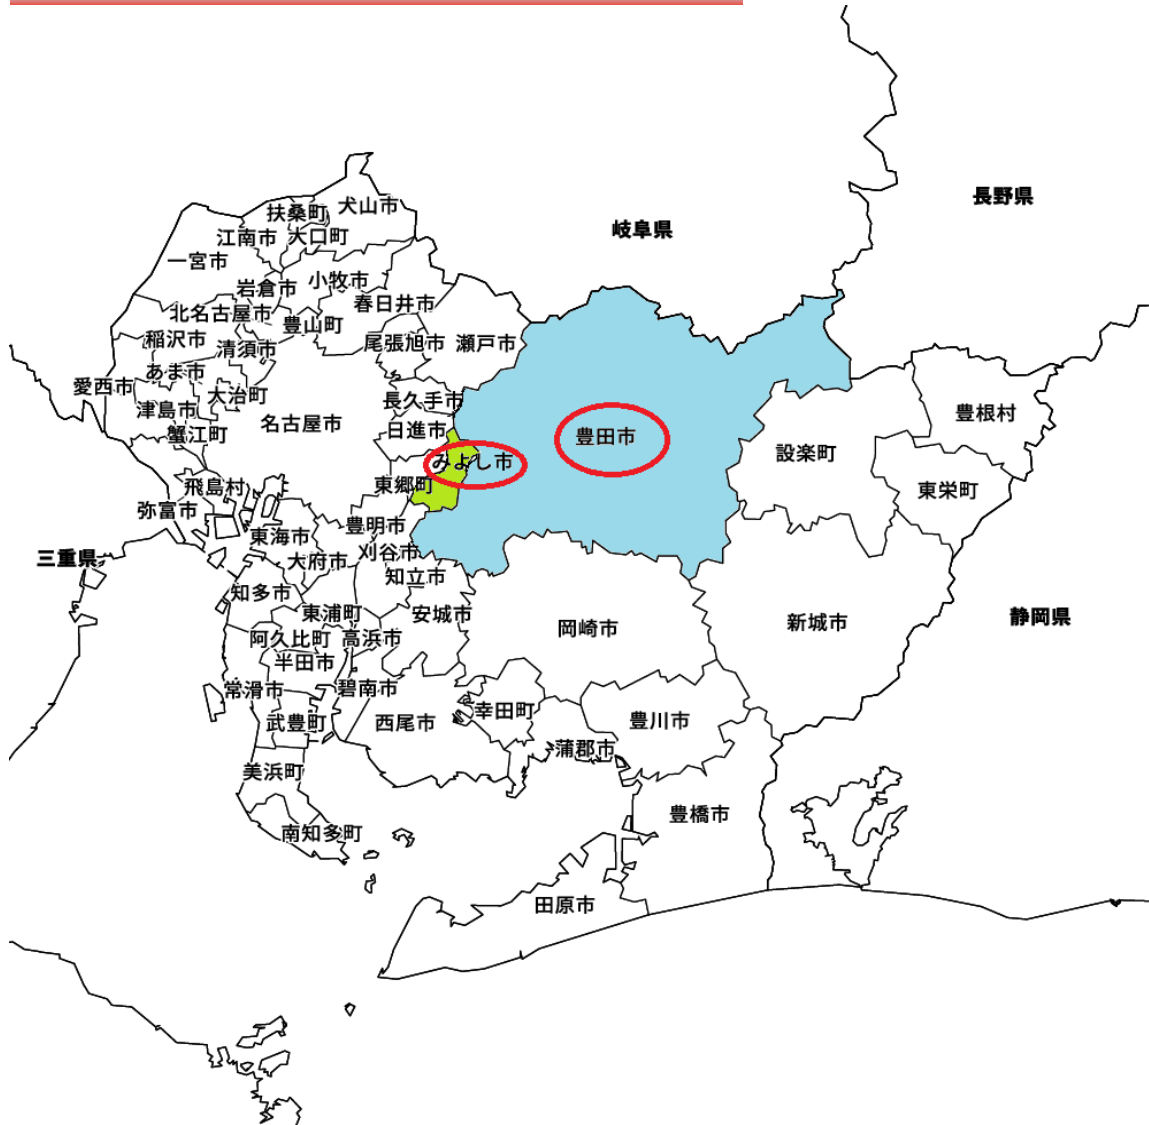 長野県
扶桑町
犬山市
岐阜県
江南市
大口町
一宮市
小牧市
岩倉市
春日井市
北名古屋市
豊山町
稲沢市
清須市
尾張旭市
瀬戸市
あま市
愛西市
大治町
長久手市
津島市
豊根村
名古屋市
日進市
豊田市
蟹江町
設楽町
みよし市
飛島村
東郷町
東栄町
弥富市
豊明市
東海市
刈谷市
三重県
大府市
知立市
知多市
東浦町
安城市
静岡県
新城市
岡崎市
阿久比町
高浜市
半田市
常滑市
碧南市
武豊町
西尾市
幸田町
豊川市
蒲郡市
美浜町
豊橋市
南知多町
田原市